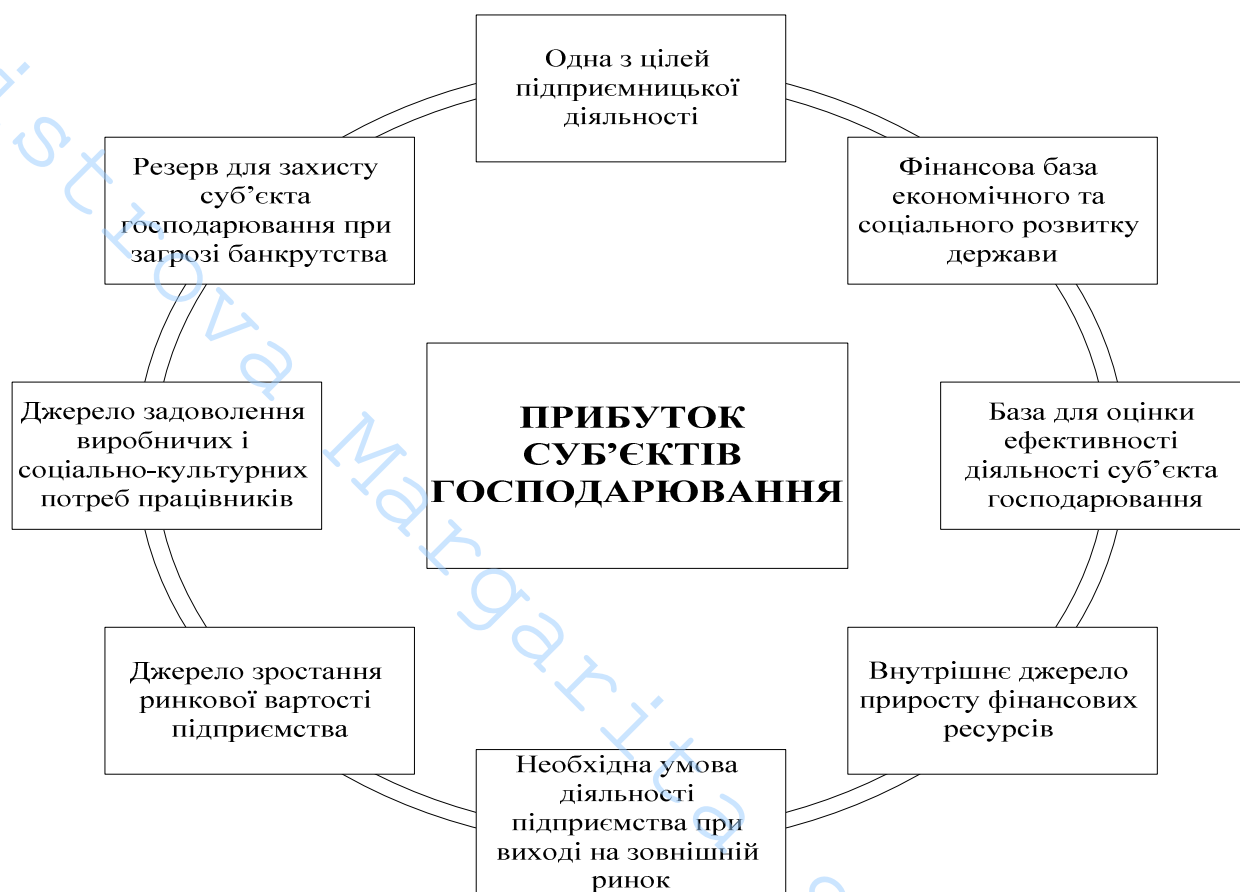 Одна з цілей
підприємницької
діяльності
Фінансова база
економічного та
соціального розвитку
держави
База для оцінки
ефективності
діяльності суб’єкта
господарювання
Внутрішнє джерело
приросту фінансових
ресурсів
Необхідна умова
діяльності
підприємства при
виході на зовнішній
ринок
Джерело зростання
ринкової вартості
підприємства
Джерело задоволення
виробничих і
соціально-культурних
потреб працівників
Резерв для захисту
суб’єкта
господарювання при
загрозі банкрутства
ПРИБУТОК
СУБ’ЄКТІВ
ГОСПОДАРЮВАННЯ
Margarita